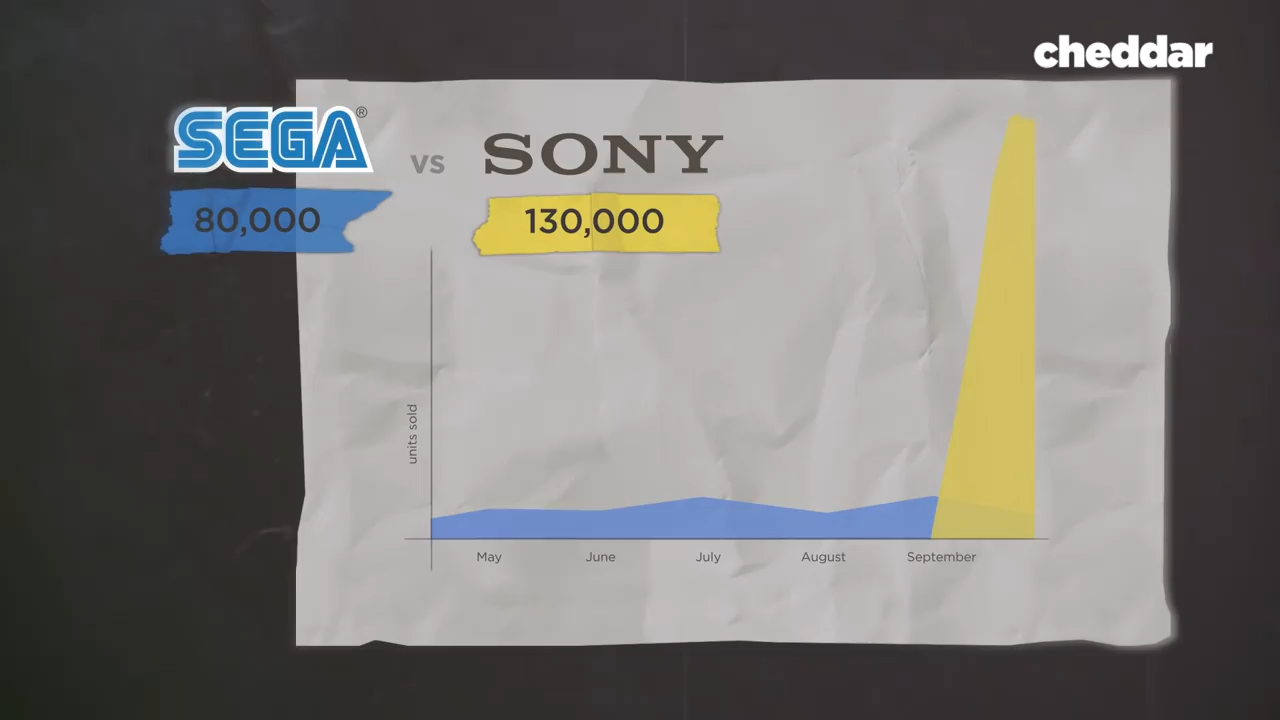 cheddar
SEGA®
vs
SONY
80,000
130,000
units sold
May
June
July
August
September